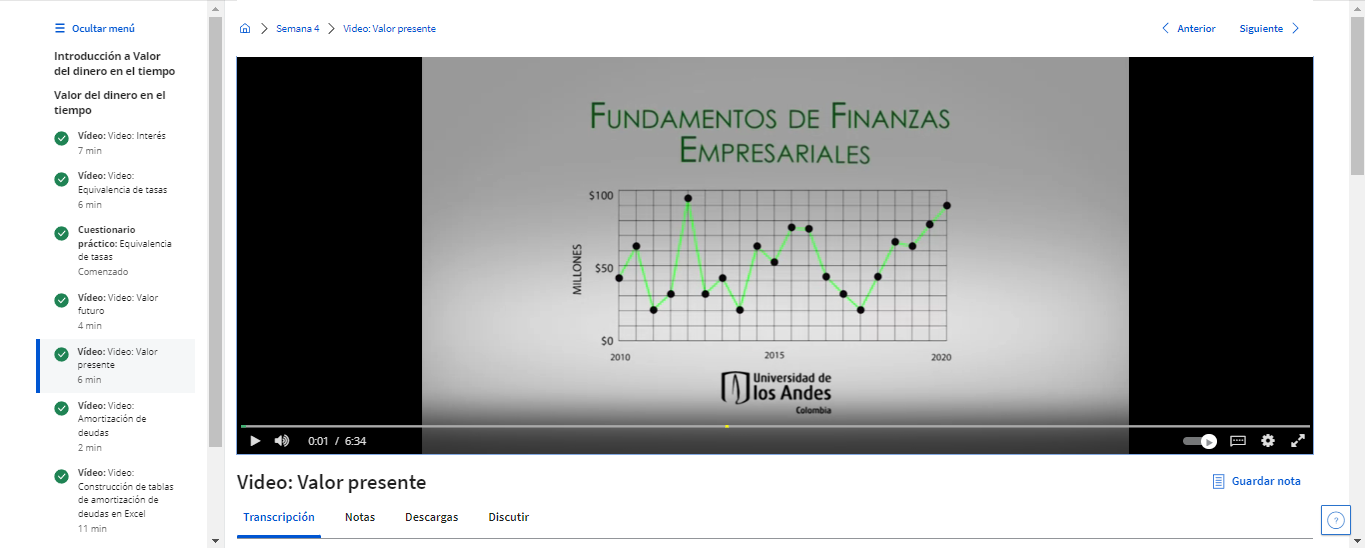 Ocultar menú
Introducción a Valor
del dinero en el tiempo
Valor del dinero en el
tiempo
Vídeo: Video: Interés
7 min
Vídeo: Video:
Equivalencia de tasas
6 min
Cuestionario
práctico: Equivalencia
de tasas
Comenzado
Vídeo: Video: Valor
futuro
4 min
Vídeo: Video: Valor
presente
6 min
Vídeo: Video:
Amortización de
deudas
2 min
Vídeo: Video:
Construcción de tablas
de amortización de
deudas en Excel
11 min
Semana 4
Video: Valor presente
Anterior
Siguiente
FUNDAMENTOS DE FINANZAS
EMPRESARIALES
$100
$50
$0
MILLONES
2010
2015
2020
Universidad de
los Andes
Colombia
0:01 / 6:34
Video: Valor presente
Guardar nota
Transcripción
Notas
Descargas
Discutir
?